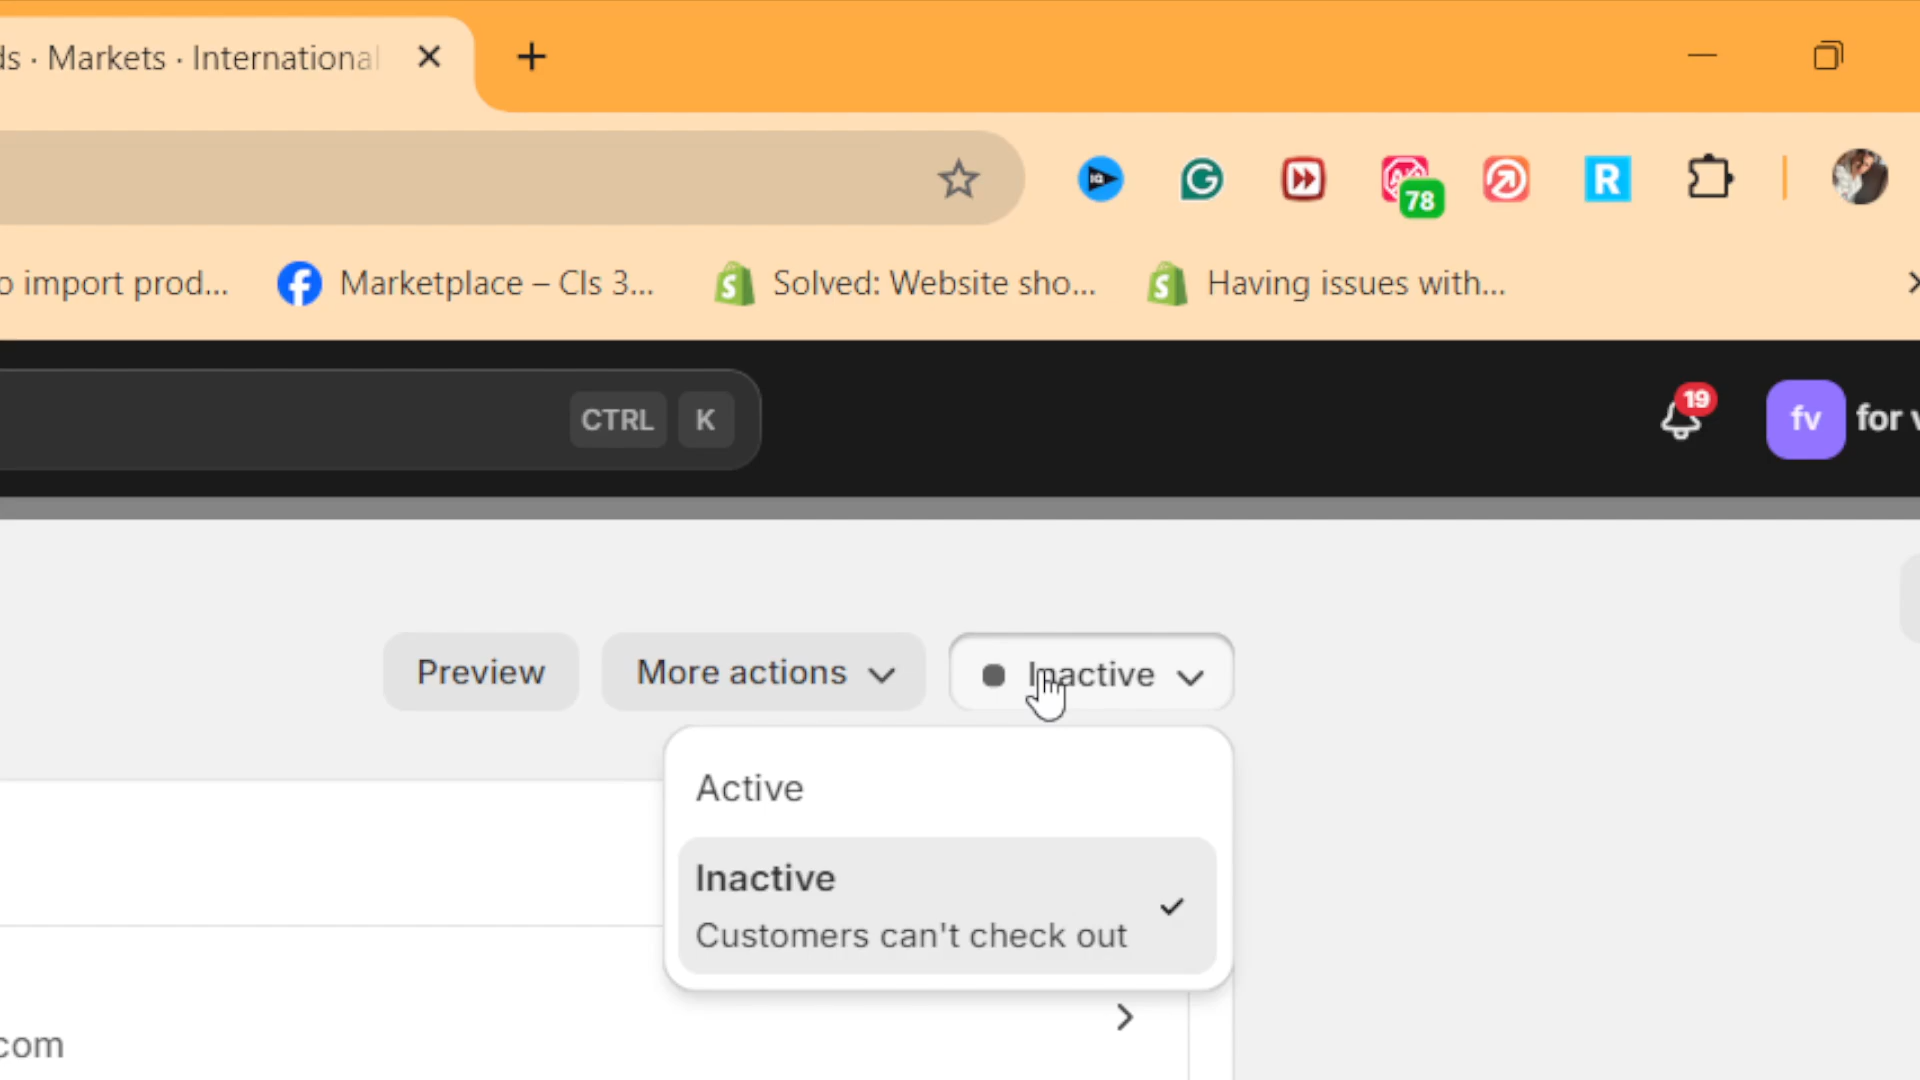 ds · Markets · International
78
o import prod...
Marketplace – Cls 3...
Solved: Website sho...
Having issues with...
CTRL K
19
fv for v
Preview
More actions
Inactive
Active
Inactive
Customers can't check out
com